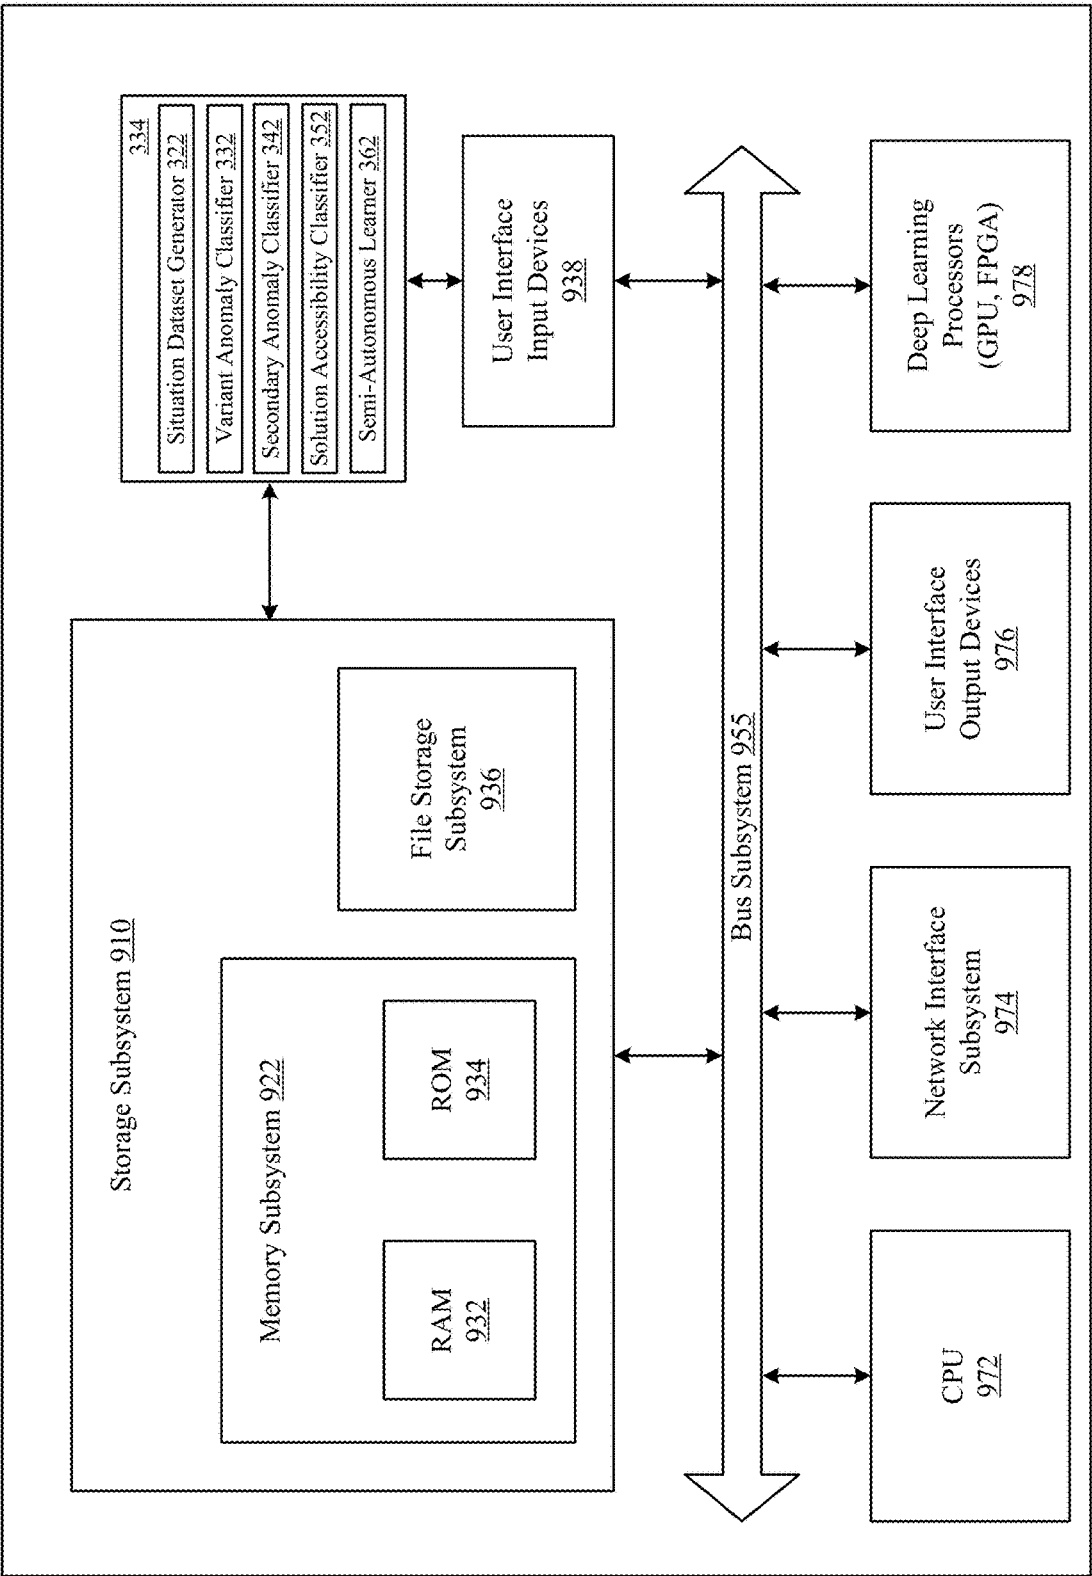 Storage Subsystem 910
Memory Subsystem 922
RAM
932
ROM
934
File Storage
Subsystem
936
334
Situation Dataset Generator 322
Variant Anomaly Classifier 332
Secondary Anomaly Classifier 342
Solution Accessibility Classifier 352
Semi-Autonomous Learner 362
User Interface
Input Devices
938
Bus Subsystem 955
CPU
972
Network Interface
Subsystem
974
User Interface
Output Devices
976
Deep Learning
Processors
(GPU, FPGA)
978